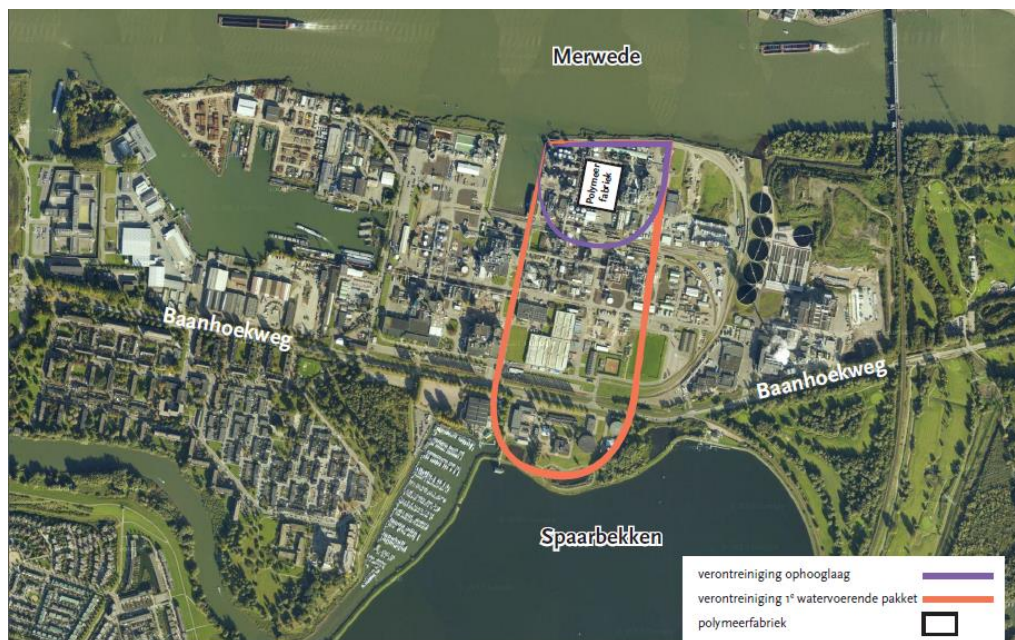 Merwede
Polymeer
fabriek
Baanhoekweg
Baanhoekweg
Spaarbekken
verontreiniging ophooglaag
verontreiniging 1ᵉ watervoerende pakket
polymeerfabriek